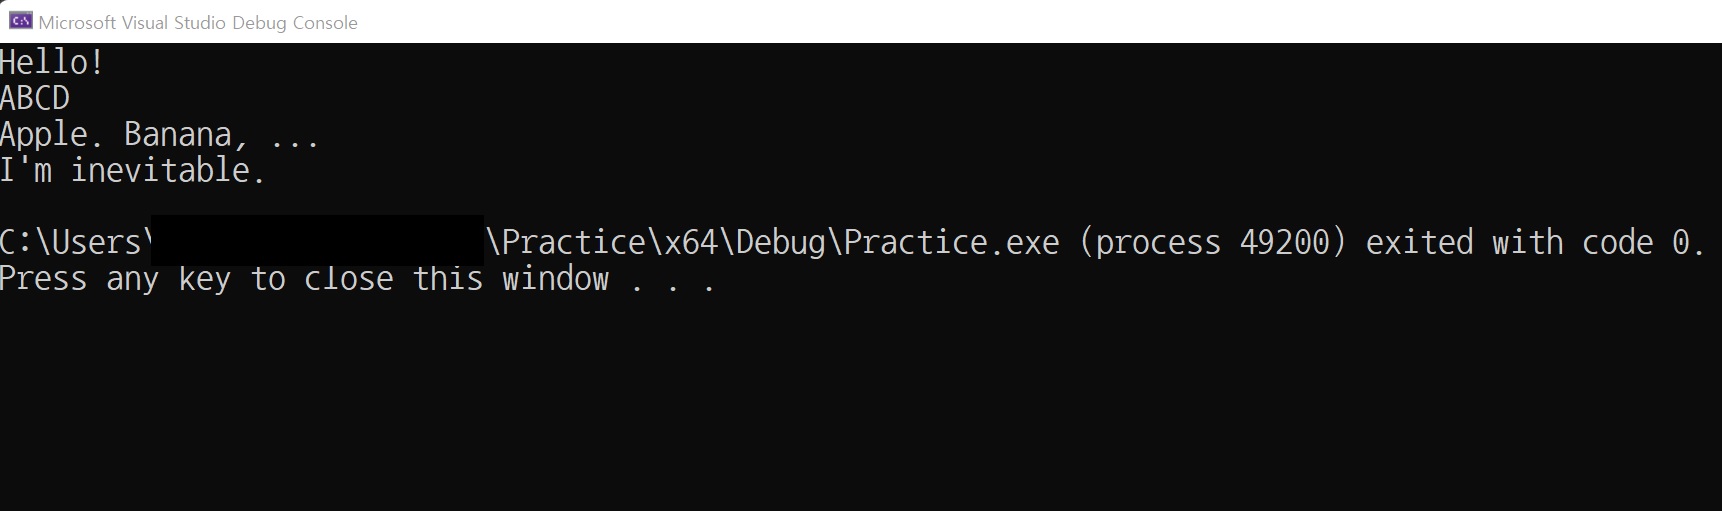 Microsoft Visual Studio Debug Console
Hello!
ABCD
Apple. Banana, ...
I'm inevitable.
C:\Users\ \Practice\x64\Debug\Practice.exe (process 49200) exited with code 0.
Press any key to close this window . . .